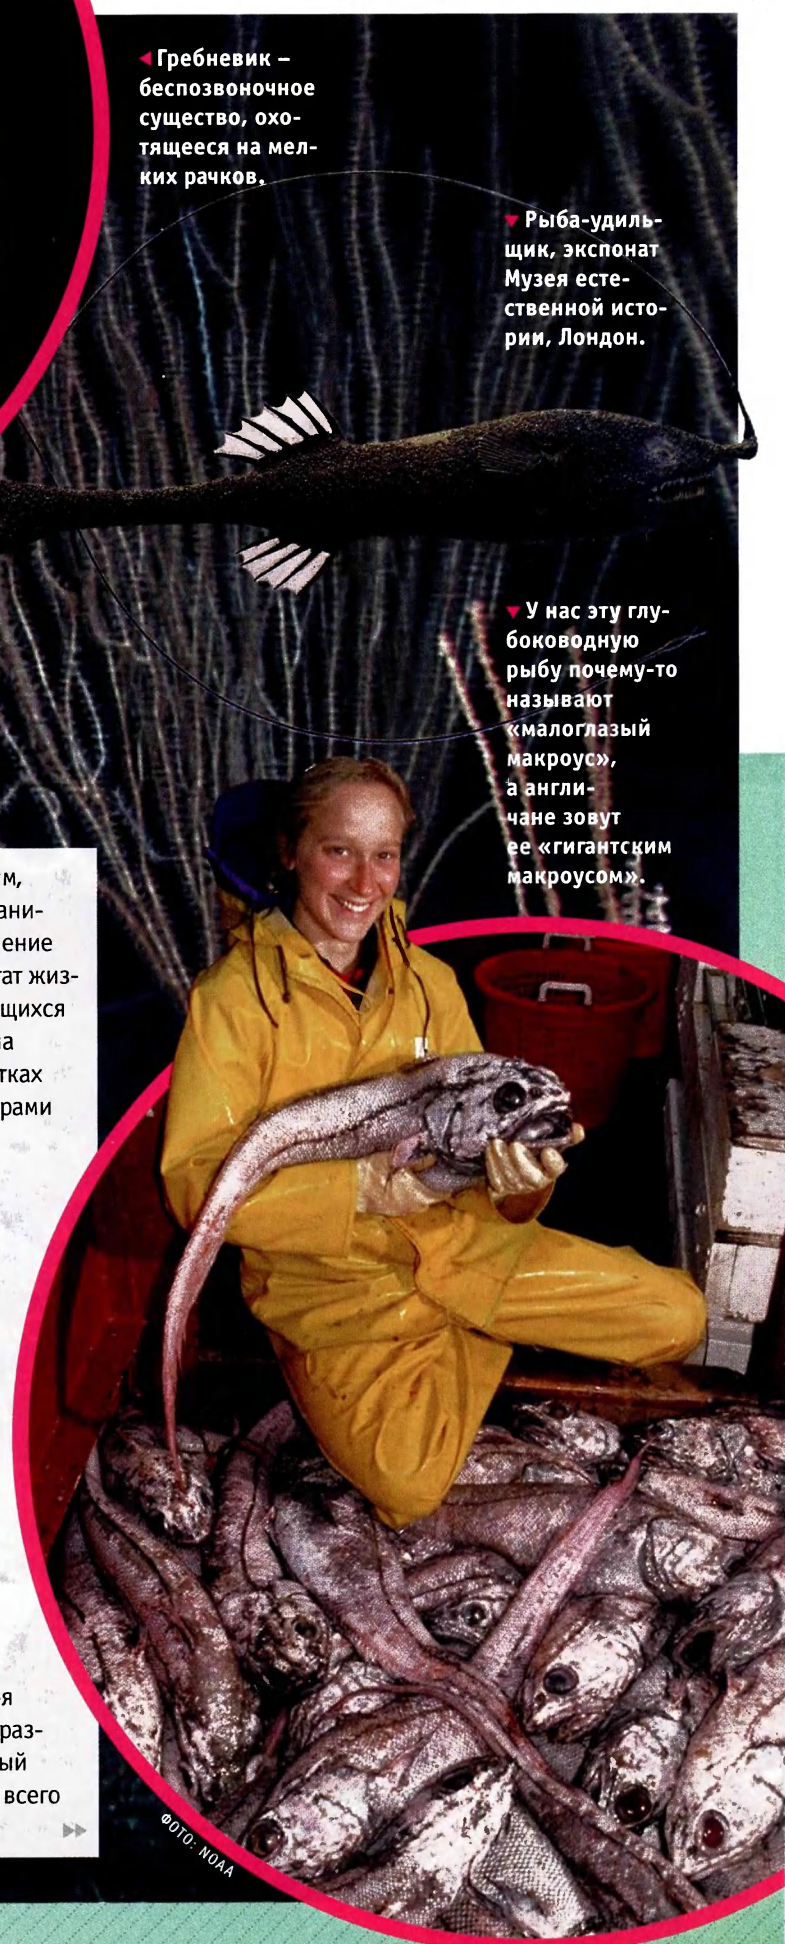 Гребневик –
беспозвоночное
существо, охо-
тящееся на мел-
ких рачков.
Рыба-удиль-
щик, экспонат
Музея есте-
ственной исто-
рии, Лондон.
У нас эту глу-
боководную
рыбу почему-то
называют
«малоглазый
макроус»,
а англи-
чане зовут
ее «гигантским
макроусом».
м,
ани-
ение
гат жиз-
щихся
а
тках
рами
я
раз-
ый
всего
ФОТО: NOAA